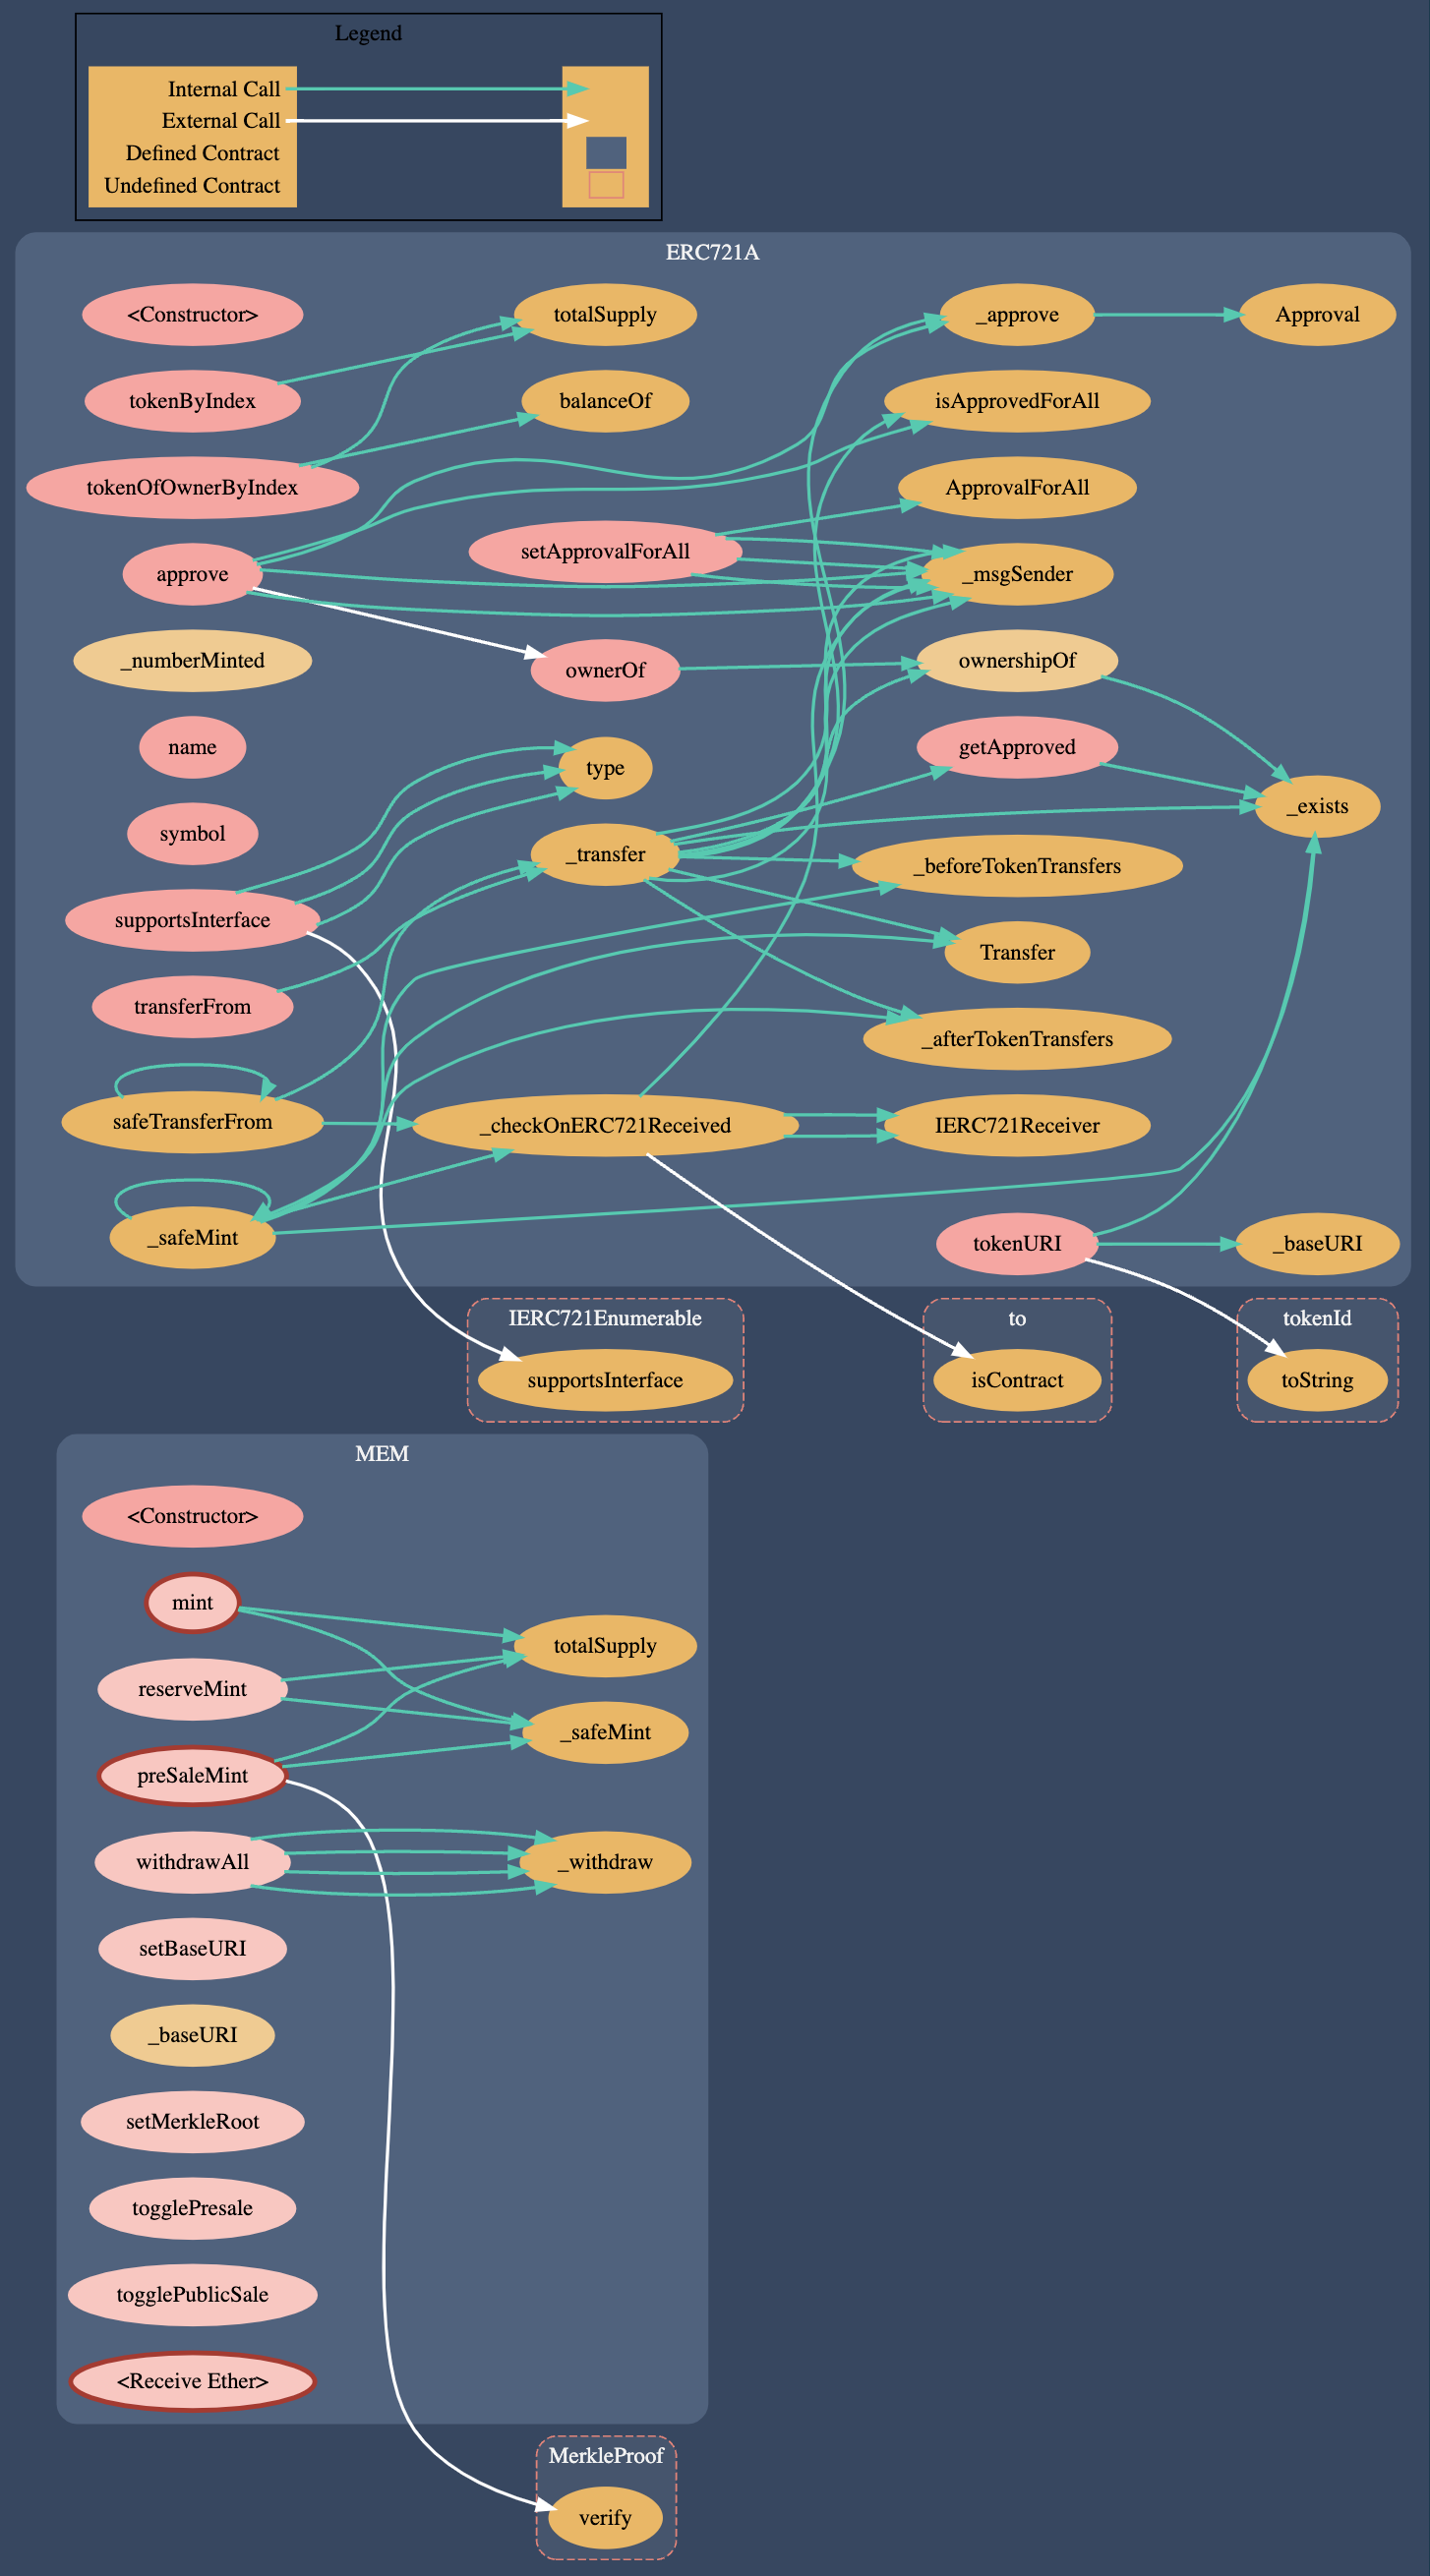 Legend
Internal Call
External Call
Defined Contract
Undefined Contract
ERC721A
<Constructor>
totalSupply
_approve
Approval
tokenByIndex
balanceOf
isApprovedForAll
tokenOfOwnerByIndex
ApprovalForAll
setApprovalForAll
approve
_msgSender
_numberMinted
ownerOf
ownershipOf
name
type
getApproved
symbol
_transfer
_exists
_beforeTokenTransfers
supportsInterface
Transfer
transferFrom
_afterTokenTransfers
safeTransferFrom
_checkOnERC721Received
IERC721Receiver
_safeMint
tokenURI
_baseURI
IERC721Enumerable
to
tokenId
supportsInterface
isContract
toString
MEM
<Constructor>
mint
totalSupply
reserveMint
_safeMint
preSaleMint
withdrawAll
_withdraw
setBaseURI
_baseURI
setMerkleRoot
togglePresale
togglePublicSale
<Receive Ether>
MerkleProof
verify